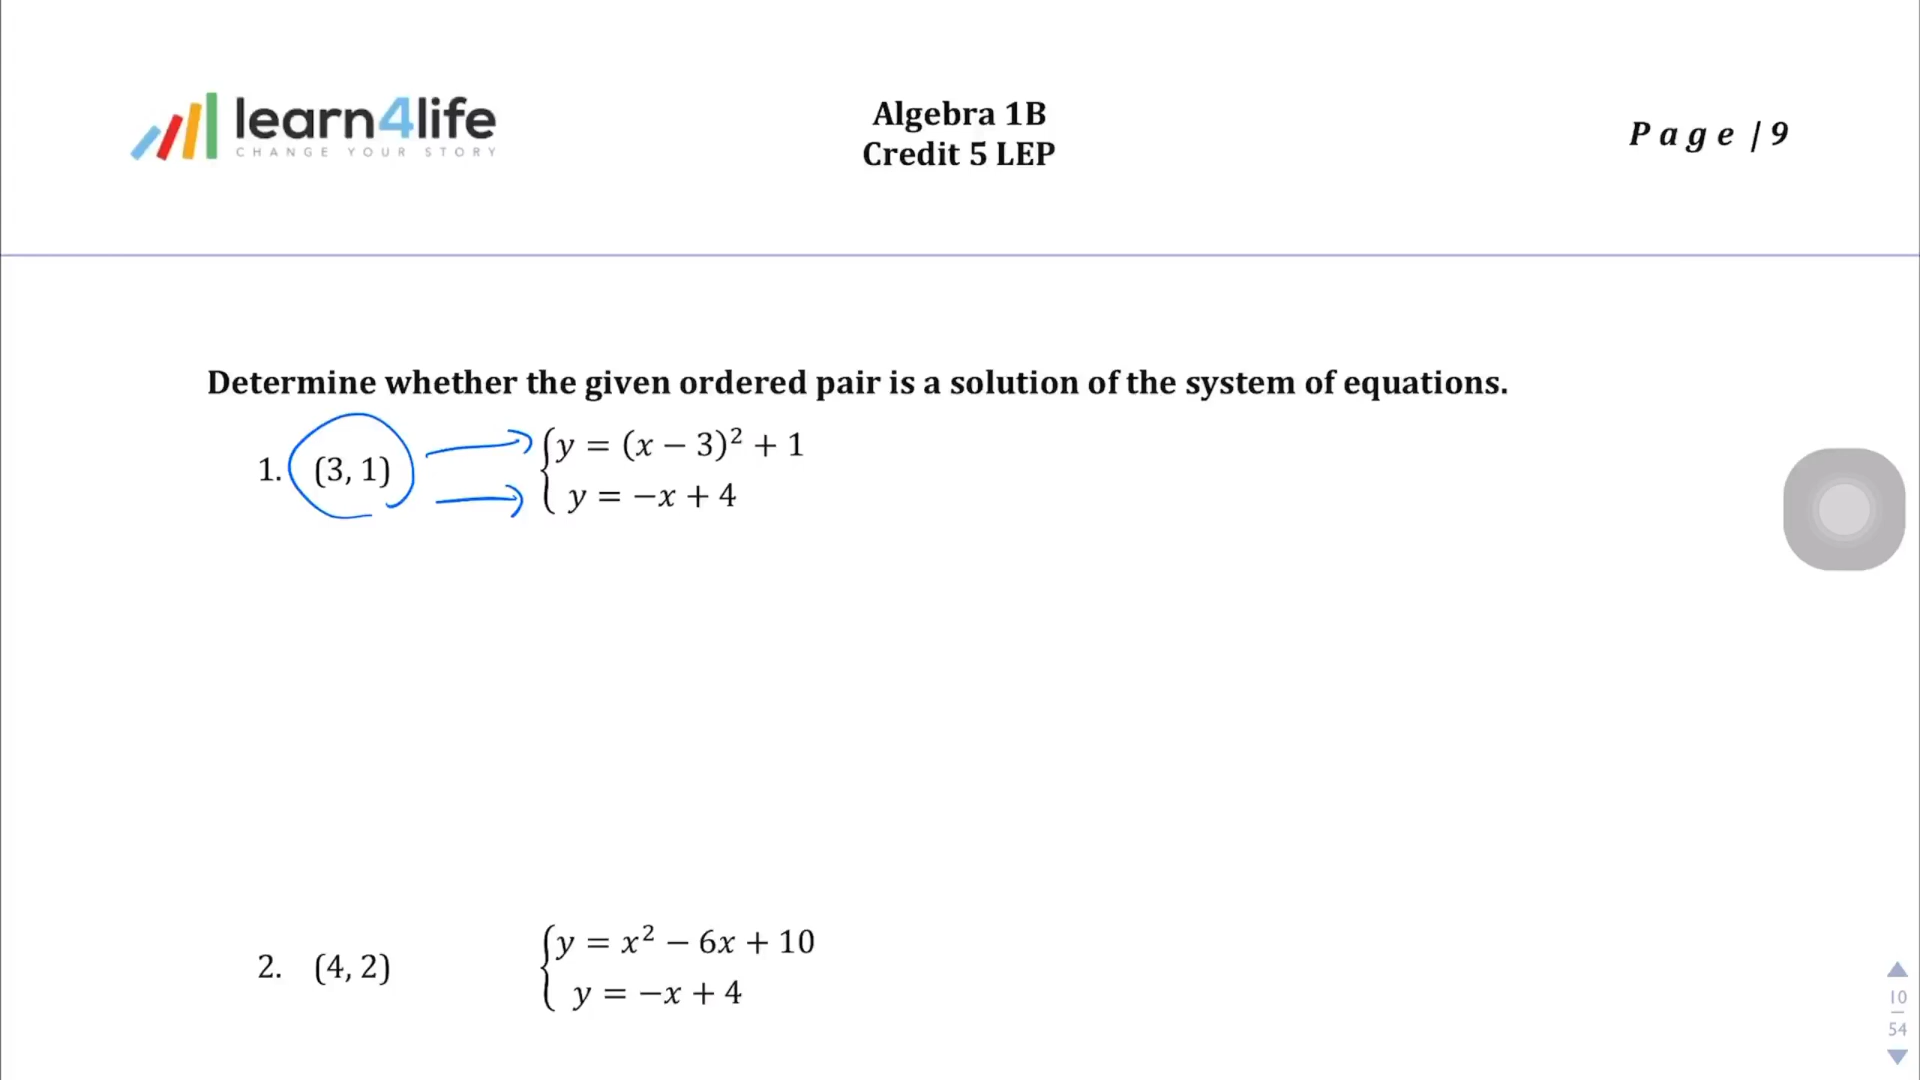 learn4life
CHANGE YOUR STORY
Algebra 1B
Credit 5 LEP
Page | 9
Determine whether the given ordered pair is a solution of the system of equations.
1. (3, 1)
y = (x − 3)² + 1
y = −x + 4
2. (4, 2)
y = x² − 6x + 10
y = −x + 4
10
54